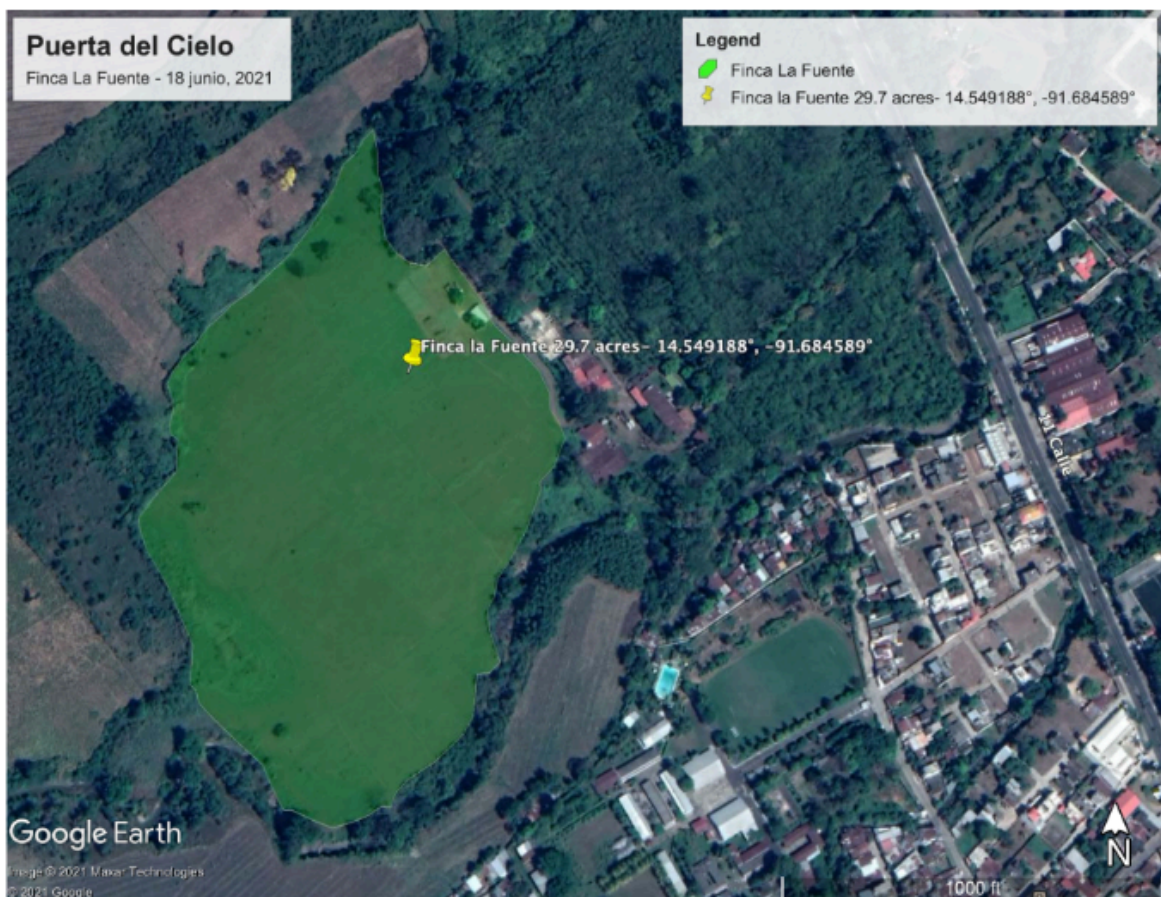 Puerta del Cielo
Finca La Fuente - 18 junio, 2021
Legend
Finca La Fuente
Finca la Fuente 29.7 acres- 14.549188°, -91.684589°
Finca la Fuente 29.7 acres- 14.549188°, -91.684589°
Calle
Google Earth
Image © 2021 Maxar Technologies
© 2021 Google
N
1000 ft